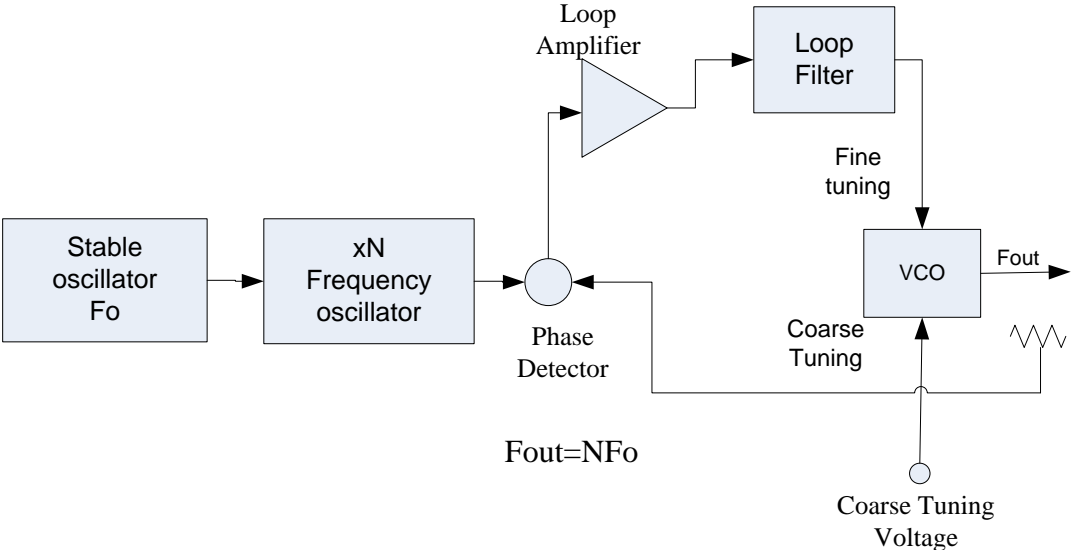 Loop
Amplifier
Loop
Filter
Fine
tuning
Stable
oscillator
Fo
xN
Frequency
oscillator
VCO
Fout
Phase
Detector
Coarse
Tuning
Fout=NFo
Coarse Tuning
Voltage